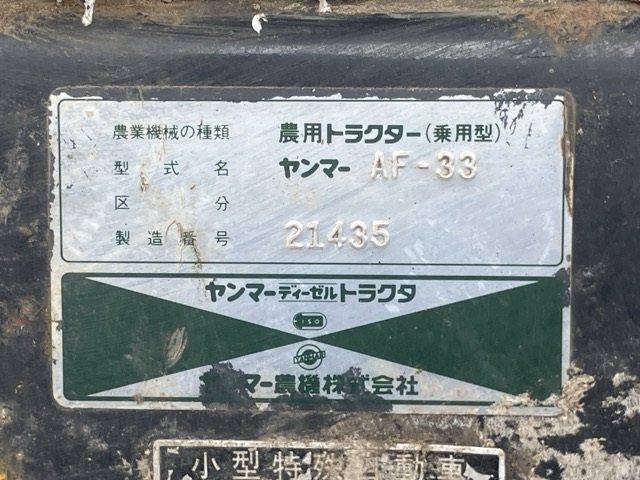 農業機械の種類 農用トラクター(乗用型)
型式名 ヤンマー AF-33
区分
製造番号 21435
ヤンマーディーゼルトラクタ
ISO
マー農機株式会社
小型特殊 動車